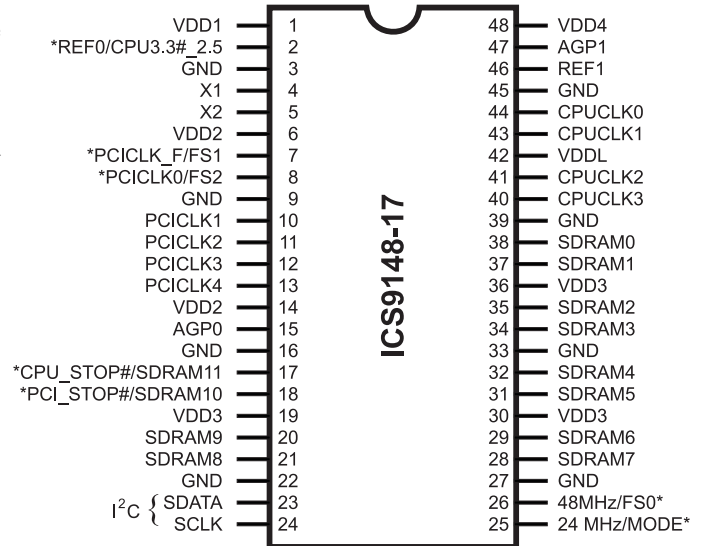 VDD1 1 48 VDD4
*REF0/CPU3.3#_2.5 2 47 AGP1
GND 3 46 REF1
X1 4 45 GND
X2 5 44 CPUCLK0
VDD2 6 43 CPUCLK1
*PCICLK_F/FS1 7 42 VDDL
*PCICLK0/FS2 8 41 CPUCLK2
GND 9 40 CPUCLK3
PCICLK1 10 39 GND
PCICLK2 11 38 SDRAM0
PCICLK3 12 37 SDRAM1
PCICLK4 13 36 VDD3
VDD2 14 35 SDRAM2
AGP0 15 34 SDRAM3
GND 16 33 GND
*CPU_STOP#/SDRAM11 17 32 SDRAM4
*PCI_STOP#/SDRAM10 18 31 SDRAM5
VDD3 19 30 VDD3
SDRAM9 20 29 SDRAM6
SDRAM8 21 28 SDRAM7
GND 22 27 GND
I²C { SDATA 23 26 48MHz/FS0*
SCLK 24 25 24 MHz/MODE*
ICS9148-17